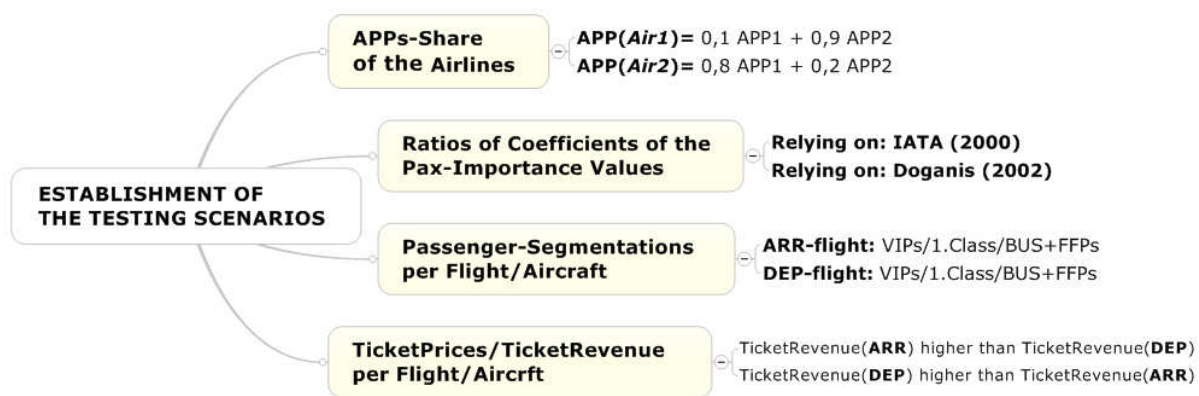 APPs-Share
of the Airlines
APP(Air1)= 0,1 APP1 + 0,9 APP2
APP(Air2)= 0,8 APP1 + 0,2 APP2
Ratios of Coefficients of the
Pax-Importance Values
Relying on: IATA (2000)
Relying on: Doganis (2002)
ESTABLISHMENT OF
THE TESTING SCENARIOS
Passenger-Segmentations
per Flight/Aircraft
ARR-flight: VIPs/1.Class/BUS+FFPs
DEP-flight: VIPs/1.Class/BUS+FFPs
TicketPrices/TicketRevenue
per Flight/Aircrft
TicketRevenue(ARR) higher than TicketRevenue(DEP)
TicketRevenue(DEP) higher than TicketRevenue(ARR)